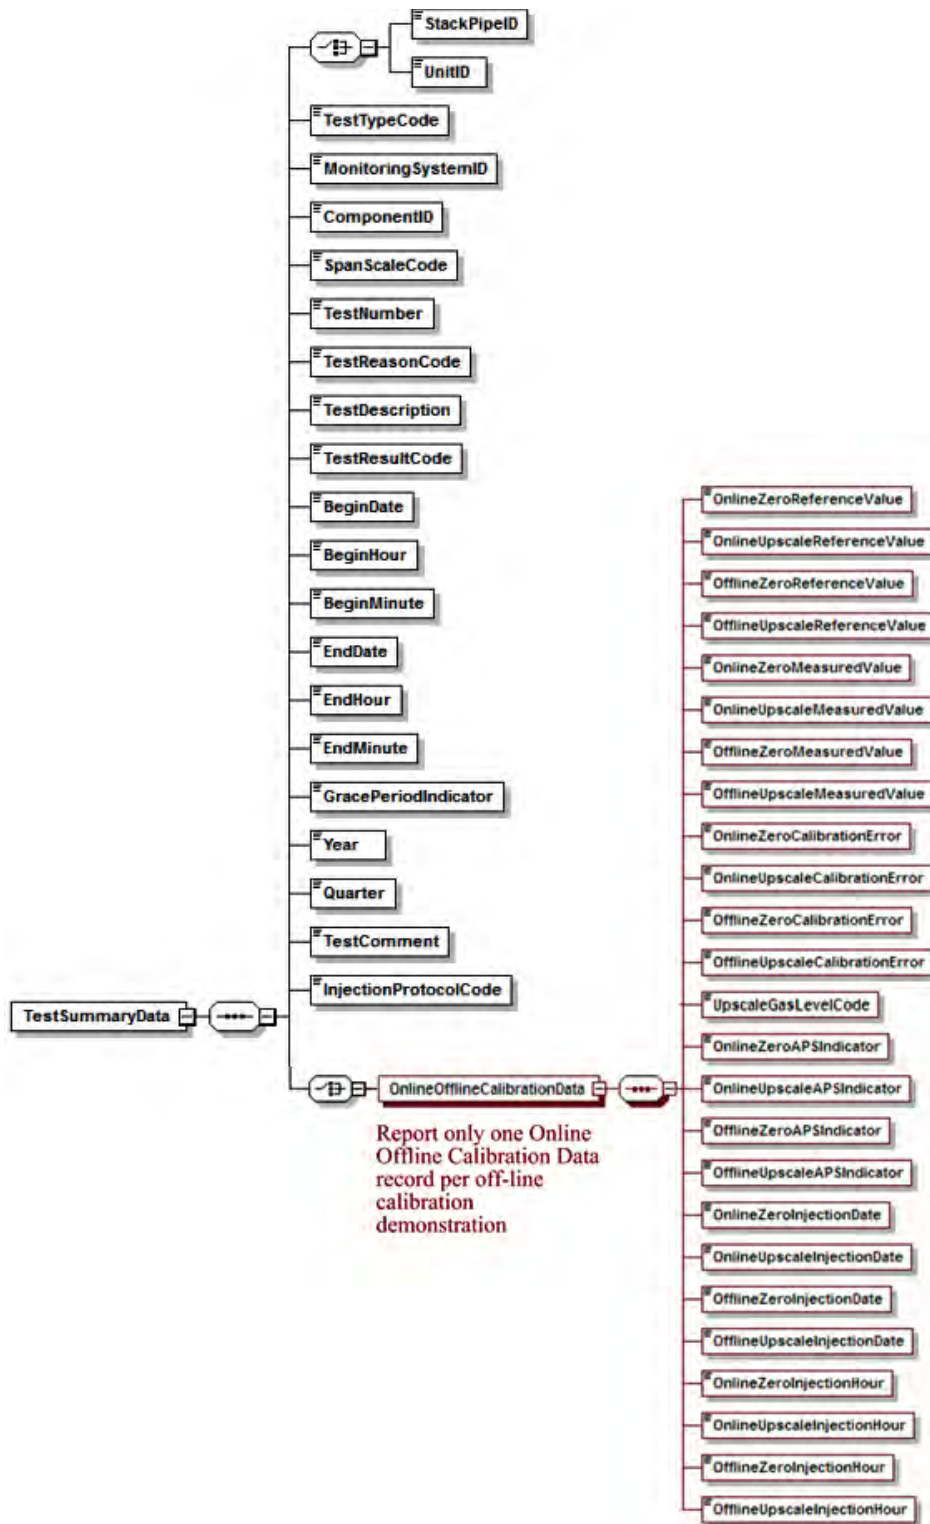 StackPipeID
UnitID
TestTypeCode
MonitoringSystemID
ComponentID
SpanScaleCode
TestNumber
TestReasonCode
TestDescription
TestResultCode
BeginDate
BeginHour
BeginMinute
EndDate
EndHour
EndMinute
GracePeriodIndicator
Year
Quarter
TestComment
InjectionProtocolCode
TestSummaryData
OnlineOfflineCalibrationData
Report only one Online
Offline Calibration Data
record per off-line
calibration
demonstration
OnlineZeroReferenceValue
OnlineUpscaleReferenceValue
OfflineZeroReferenceValue
OfflineUpscaleReferenceValue
OnlineZeroMeasuredValue
OnlineUpscaleMeasuredValue
OfflineZeroMeasuredValue
OfflineUpscaleMeasuredValue
OnlineZeroCalibrationError
OnlineUpscaleCalibrationError
OfflineZeroCalibrationError
OfflineUpscaleCalibrationError
UpscaleGasLevelCode
OnlineZeroAPSIndicator
OnlineUpscaleAPSIndicator
OfflineZeroAPSIndicator
OfflineUpscaleAPSIndicator
OnlineZeroInjectionDate
OnlineUpscaleInjectionDate
OfflineZeroInjectionDate
OfflineUpscaleInjectionDate
OnlineZeroInjectionHour
OnlineUpscaleInjectionHour
OfflineZeroInjectionHour
OfflineUpscaleInjectionHour